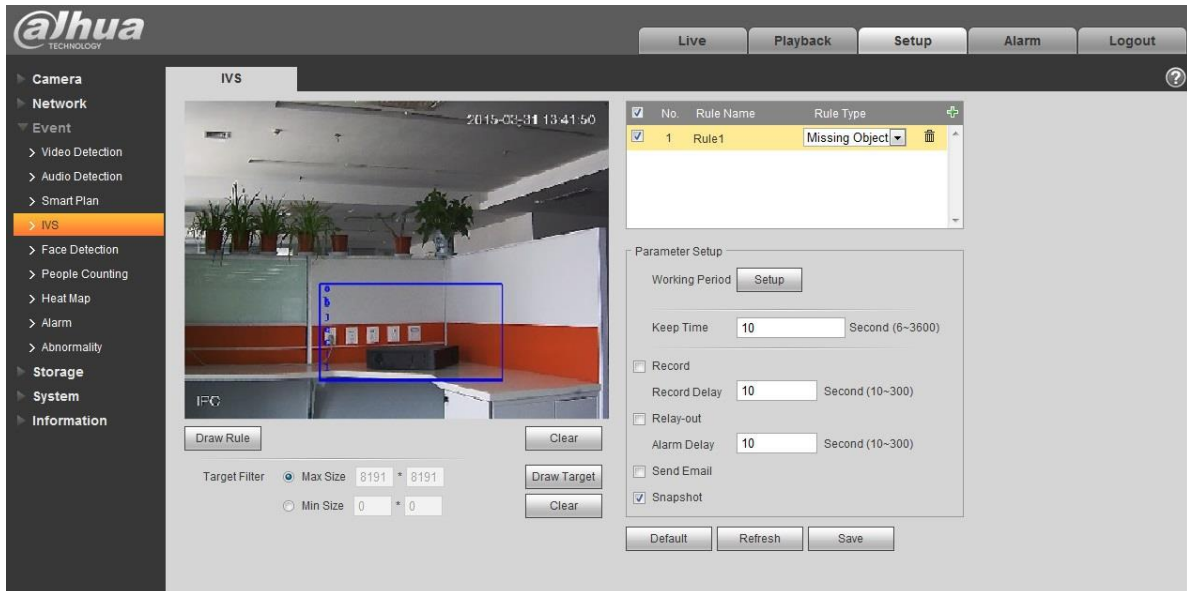 alhua
TECHNOLOGY
Live
Playback
Setup
Alarm
Logout
Camera
Network
Event
Video Detection
Audio Detection
Smart Plan
IVS
Face Detection
People Counting
Heat Map
Alarm
Abnormality
Storage
System
Information
IVS
2015-03-31 13:41:50
IPC
Draw Rule
Clear
Target Filter Max Size 8191 * 8191
Draw Target
Min Size 0 * 0
Clear
No. Rule Name Rule Type
1 Rule1 Missing Object
Parameter Setup
Working Period Setup
Keep Time 10 Second (6~3600)
Record
Record Delay 10 Second (10~300)
Relay-out
Alarm Delay 10 Second (10~300)
Send Email
Snapshot
Default
Refresh
Save